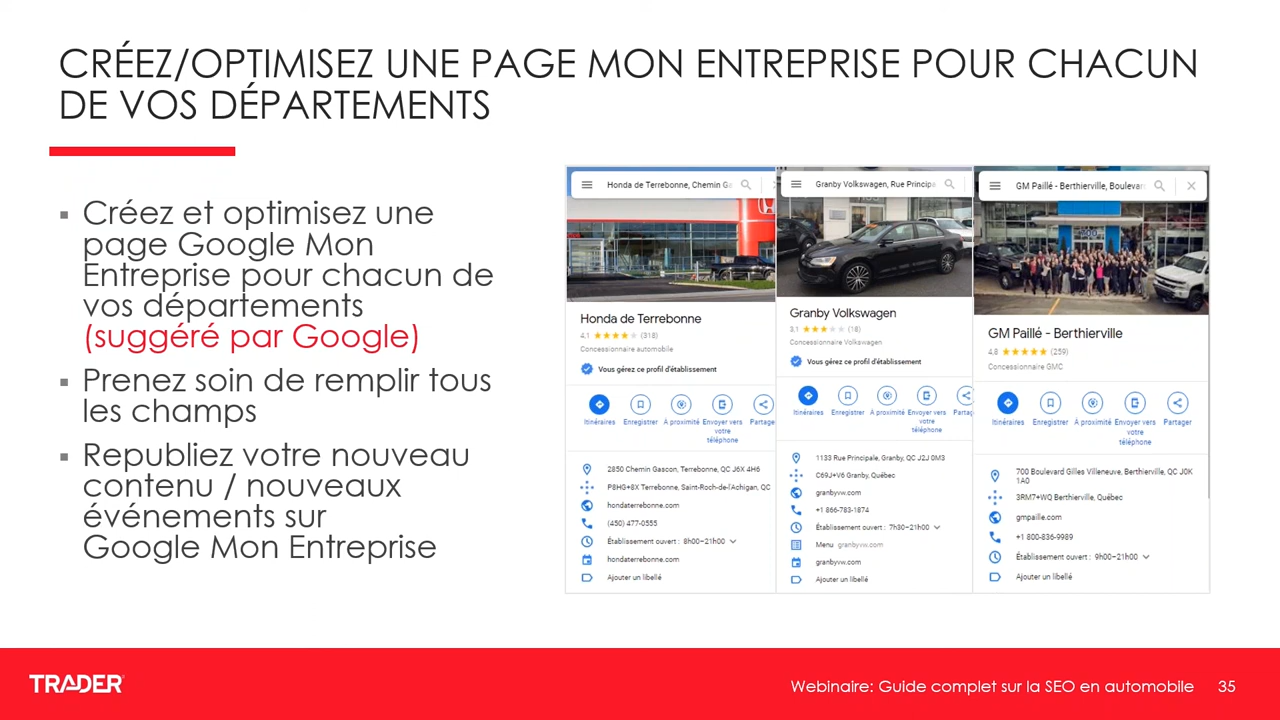 CRÉEZ/OPTIMISEZ UNE PAGE MON ENTREPRISE POUR CHACUN
DE VOS DÉPARTEMENTS
Créez et optimisez une
page Google Mon
Entreprise pour chacun de
vos départements
(suggéré par Google)
Prenez soin de remplir tous
les champs
Republiez votre nouveau
contenu / nouveaux
événements sur
Google Mon Entreprise
Honda de Terrebonne, Chemin Ga
Honda de Terrebonne
4,1 (318)
Concessionnaire automobile
Vous gérez ce profil d'établissement
Itinéraires
Enregistrer
À proximité
Envoyer vers
votre
téléphone
Partage
2850 Chemin Gascon, Terrebonne, QC J6X 4H6
P8HG+8X Terrebonne, Saint-Roch-de-l'Achigan, QC
hondaterrebonne.com
(450) 477-0555
Établissement ouvert : 8h00–21h00
hondaterrebonne.com
Ajouter un libellé
Granby Volkswagen, Rue Principa
Granby Volkswagen
3,1 (18)
Concessionnaire Volkswagen
Vous gérez ce profil d'établissement
Itinéraires
Enregistrer
À proximité
Envoyer vers
votre
téléphone
Partag
1133 Rue Principale, Granby, QC J2J 0M3
C69J+V6 Granby, Québec
granbyvw.com
+1 866-783-1874
Établissement ouvert : 7h30–21h00
Menu granbyvw.com
granbyvw.com
Ajouter un libellé
GM Paillé - Berthierville, Boulevar
GM Paillé - Berthierville
4,8 (259)
Concessionnaire GMC
Itinéraires
Enregistrer
À proximité
Envoyer vers
votre
téléphone
Partager
700 Boulevard Gilles Villeneuve, Berthierville, QC J0K
1A0
3RM7+WQ Berthierville, Québec
gmpaille.com
+1 800-836-9989
Établissement ouvert : 9h00–21h00
Ajouter un libellé
TRADER
Webinaire: Guide complet sur la SEO en automobile 35